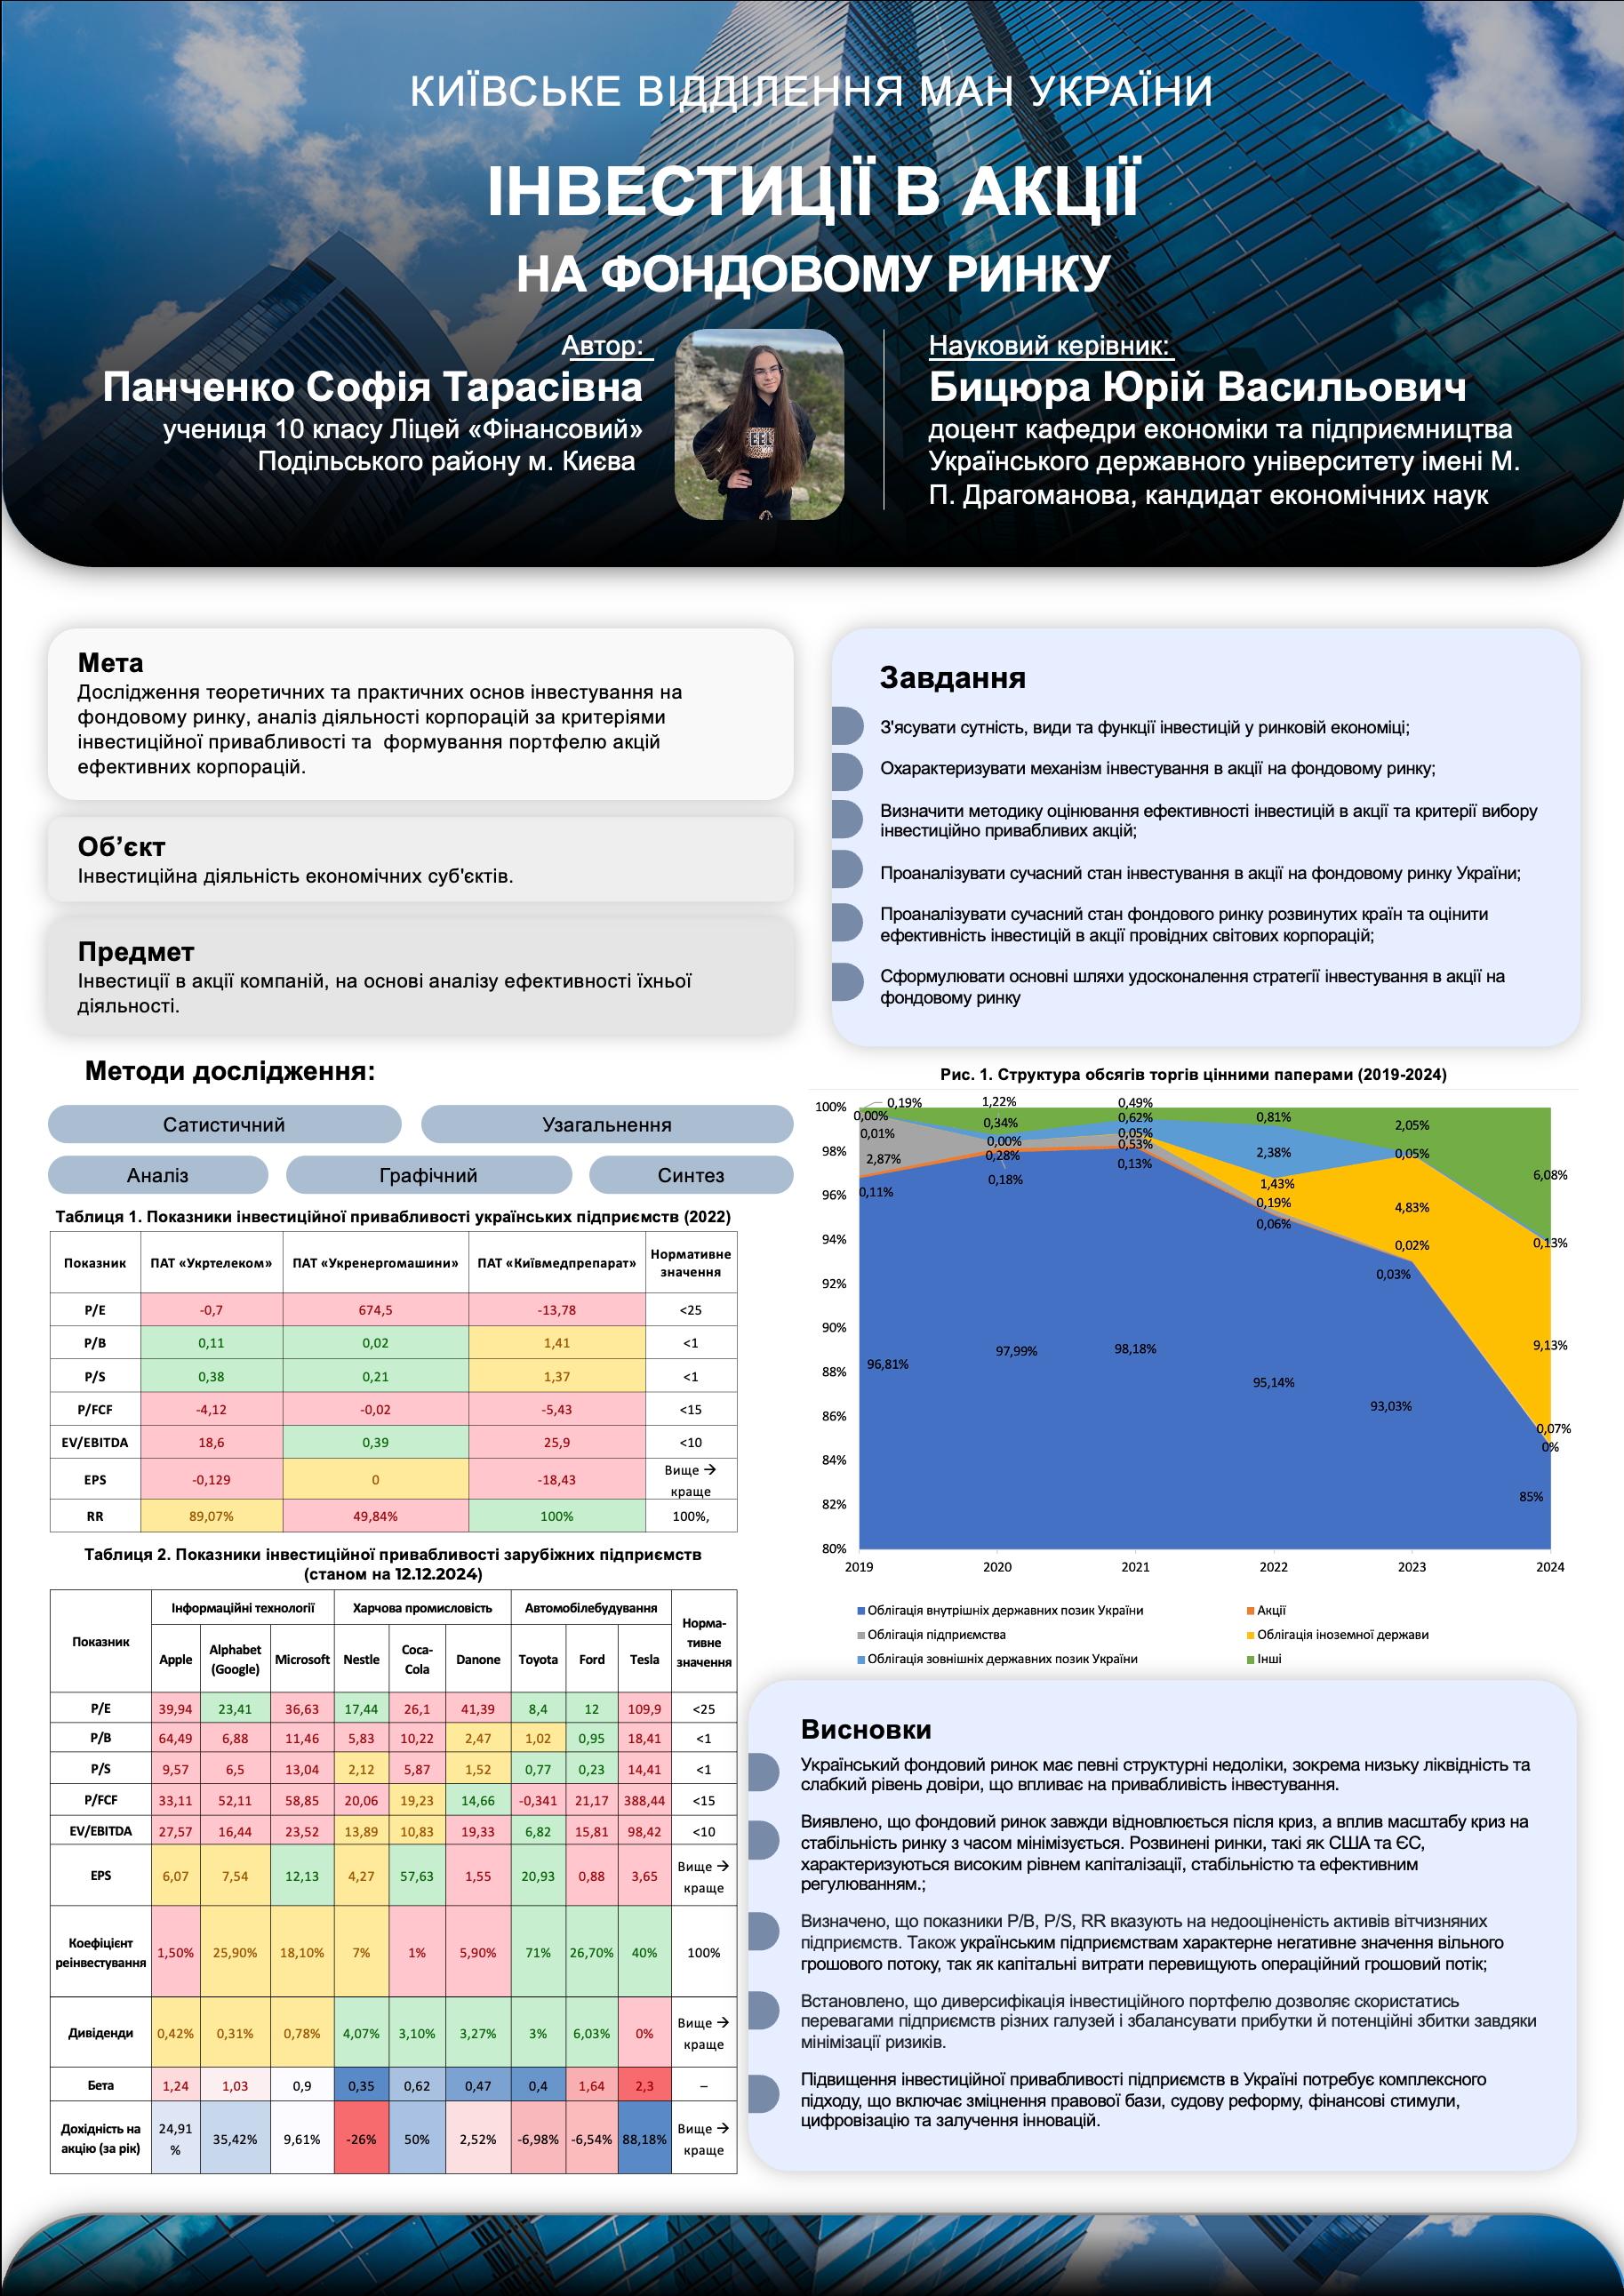 КИЇВСЬКЕ ВІДДІЛЕННЯ МАН УКРАЇНИ
ІНВЕСТИЦІЇ В АКЦІЇ
НА ФОНДОВОМУ РИНКУ
Автор:
Панченко Софія Тарасівна
учениця 10 класу Ліцей «Фінансовий»
Подільського району м. Києва
Науковий керівник:
Бицюра Юрій Васильович
доцент кафедри економіки та підприємництва
Українського державного університету імені М.
П. Драгоманова, кандидат економічних наук
Мета
Дослідження теоретичних та практичних основ інвестування на
фондовому ринку, аналіз діяльності корпорацій за критеріями
інвестиційної привабливості та формування портфелю акцій
ефективних корпорацій.
Об’єкт
Інвестиційна діяльність економічних суб'єктів.
Предмет
Інвестиції в акції компаній, на основі аналізу ефективності їхньої
діяльності.
Завдання
З'ясувати сутність, види та функції інвестицій у ринковій економіці;
Охарактеризувати механізм інвестування в акції на фондовому ринку;
Визначити методику оцінювання ефективності інвестицій в акції та критерії вибору
інвестиційно привабливих акцій;
Проаналізувати сучасний стан інвестування в акції на фондовому ринку України;
Проаналізувати сучасний стан фондового ринку розвинутих країн та оцінити
ефективність інвестицій в акції провідних світових корпорацій;
Сформулювати основні шляхи удосконалення стратегії інвестування в акції на
фондовому ринку
Методи дослідження:
Сатистичний
Узагальнення
Аналіз
Графічний
Синтез
Таблиця 1. Показники інвестиційної привабливості українських підприємств (2022)
Показник ПАТ «Укртелеком» ПАТ «Укренергомашини» ПАТ «Київмедпрепарат» Нормативне значення
P/E -0,7 674,5 -13,78 <25
P/B 0,11 0,02 1,41 <1
P/S 0,38 0,21 1,37 <1
P/FCF -4,12 -0,02 -5,43 <15
EV/EBITDA 18,6 0,39 25,9 <10
EPS -0,129 0 -18,43 Вище → краще
RR 89,07% 49,84% 100% 100%,
Таблиця 2. Показники інвестиційної привабливості зарубіжних підприємств
(станом на 12.12.2024)
Показник Інформаційні технології Харчова промисловість Автомобілебудування Норма-тивне значення
Apple Alphabet (Google) Microsoft Nestle Coca-Cola Danone Toyota Ford Tesla
P/E 39,94 23,41 36,63 17,44 26,1 41,39 8,4 12 109,9 <25
P/B 64,49 6,88 11,46 5,83 10,22 2,47 1,02 0,95 18,41 <1
P/S 9,57 6,5 13,04 2,12 5,87 1,52 0,77 0,23 14,41 <1
P/FCF 33,11 52,11 58,85 20,06 19,23 14,66 -0,341 21,17 388,44 <15
EV/EBITDA 27,57 16,44 23,52 13,89 10,83 19,33 6,82 15,81 98,42 <10
EPS 6,07 7,54 12,13 4,27 57,63 1,55 20,93 0,88 3,65 Вище → краще
Коефіцієнт реінвестування 1,50% 25,90% 18,10% 7% 1% 5,90% 71% 26,70% 40% 100%
Дивіденди 0,42% 0,31% 0,78% 4,07% 3,10% 3,27% 3% 6,03% 0% Вище → краще
Бета 1,24 1,03 0,9 0,35 0,62 0,47 0,4 1,64 2,3 –
Дохідність на акцію (за рік) 24,91 % 35,42% 9,61% -26% 50% 2,52% -6,98% -6,54% 88,18% Вище → краще
Рис. 1. Структура обсягів торгів цінними паперами (2019-2024)
100%
98%
96%
94%
92%
90%
88%
86%
84%
82%
80%
0,19% 1,22% 0,49%
0,00% 0,34% 0,62% 0,81% 2,05%
0,01% 0,00% 0,05%
2,87% 0,28% 0,53% 2,38% 0,05%
0,11% 0,18% 0,13% 1,43% 6,08%
0,19% 4,83%
0,06% 0,02% 0,13%
0,03%
96,81% 97,99% 98,18% 9,13%
95,14% 93,03% 0,07%
0%
85%
2019 2020 2021 2022 2023 2024
Облігація внутрішніх державних позик України
Акції
Облігація підприємства
Облігація іноземної держави
Облігація зовнішніх державних позик України
Інші
Висновки
Український фондовий ринок має певні структурні недоліки, зокрема низьку ліквідність та
слабкий рівень довіри, що впливає на привабливість інвестування.
Виявлено, що фондовий ринок завжди відновлюється після криз, а вплив масштабу криз на
стабільність ринку з часом мінімізується. Розвинені ринки, такі як США та ЄС,
характеризуються високим рівнем капіталізації, стабільністю та ефективним
регулюванням.;
Визначено, що показники P/B, P/S, RR вказують на недооціненість активів вітчизняних
підприємств. Також українським підприємствам характерне негативне значення вільного
грошового потоку, так як капітальні витрати перевищують операційний грошовий потік;
Встановлено, що диверсифікація інвестиційного портфелю дозволяє скористатись
перевагами підприємств різних галузей і збалансувати прибутки й потенційні збитки завдяки
мінімізації ризиків.
Підвищення інвестиційної привабливості підприємств в Україні потребує комплексного
підходу, що включає зміцнення правової бази, судову реформу, фінансові стимули,
цифровізацію та залучення інновацій.